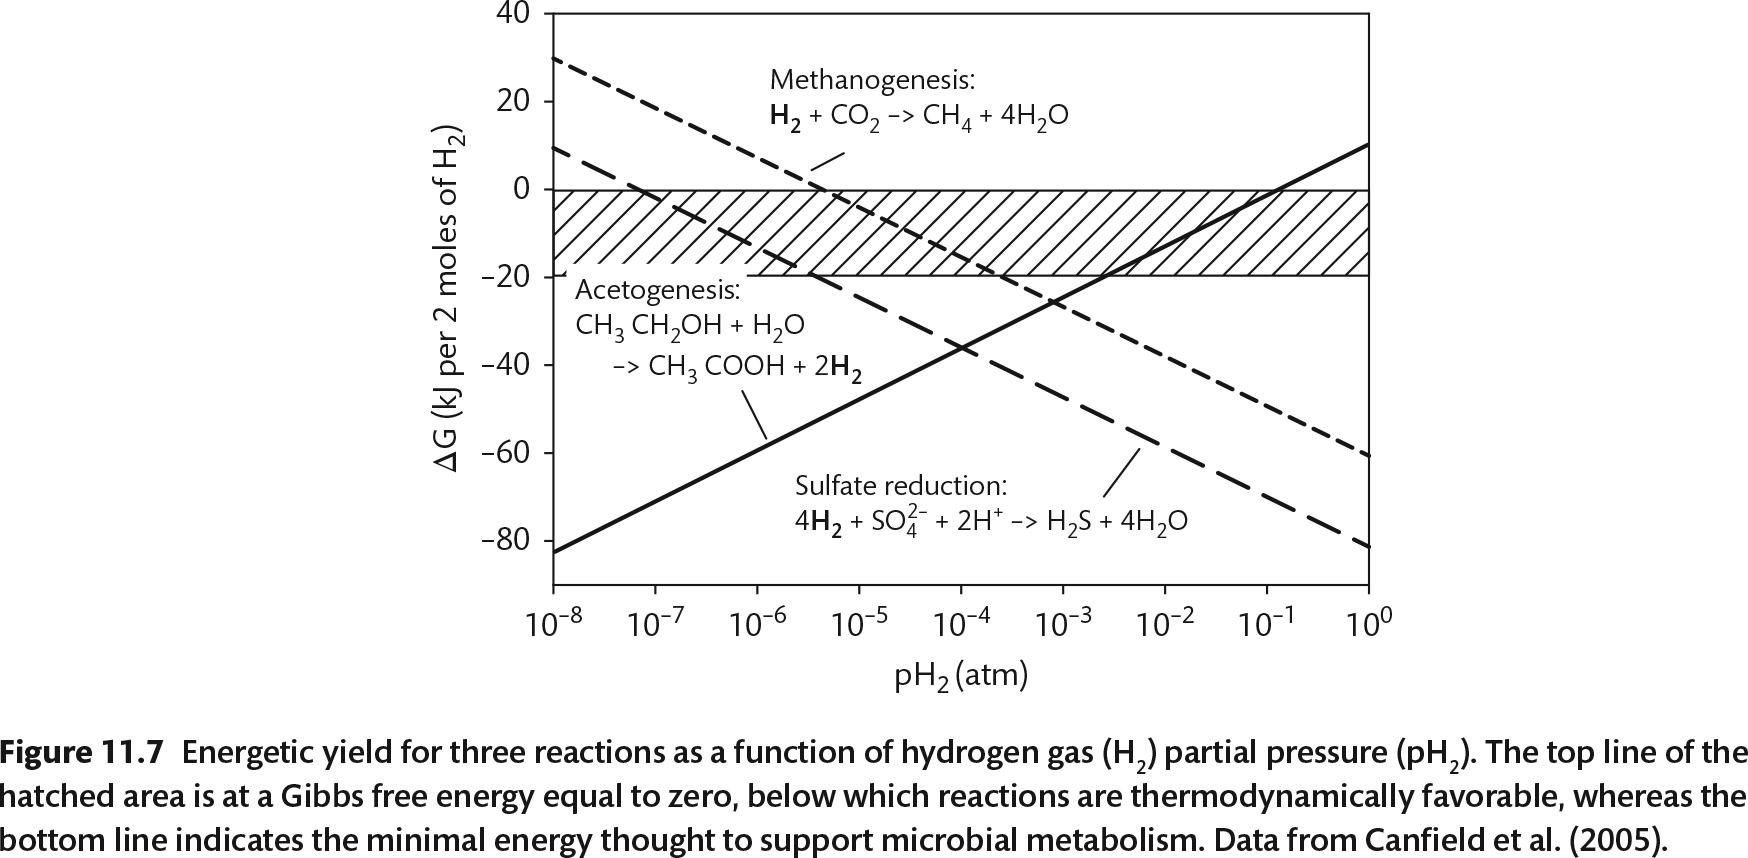 40
20
0
–20
–40
–60
–80
ΔG (kJ per 2 moles of H₂)
Methanogenesis:
H₂ + CO₂ –> CH₄ + 4H₂O
Acetogenesis:
CH₃ CH₂OH + H₂O
–> CH₃ COOH + 2H₂
Sulfate reduction:
4H₂ + SO₄²⁻ + 2H⁺ –> H₂S + 4H₂O
10⁻⁸ 10⁻⁷ 10⁻⁶ 10⁻⁵ 10⁻⁴ 10⁻³ 10⁻² 10⁻¹ 10⁰
pH₂ (atm)
Figure 11.7 Energetic yield for three reactions as a function of hydrogen gas (H₂) partial pressure (pH₂). The top line of the
hatched area is at a Gibbs free energy equal to zero, below which reactions are thermodynamically favorable, whereas the
bottom line indicates the minimal energy thought to support microbial metabolism. Data from Canfield et al. (2005).